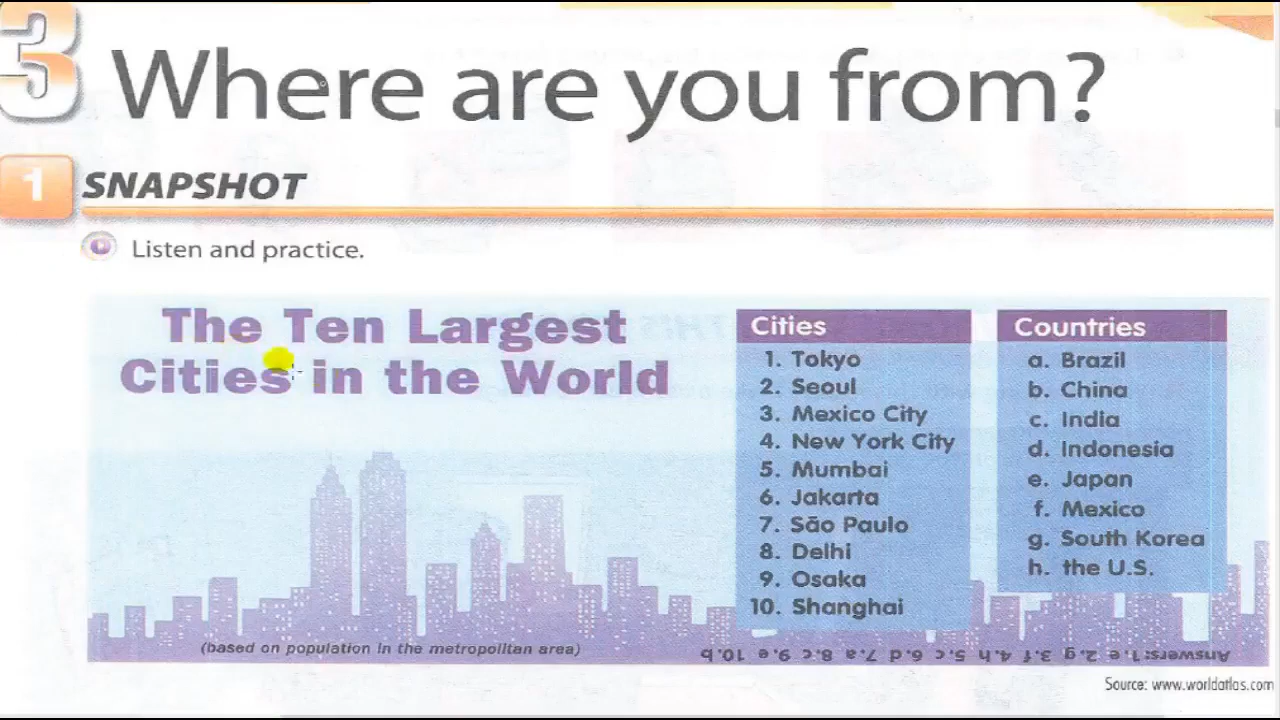 3 Where are you from?
1 SNAPSHOT
Listen and practice.
The Ten Largest
Cities in the World
(based on population in the metropolitan area)
Cities
1. Tokyo
2. Seoul
3. Mexico City
4. New York City
5. Mumbai
6. Jakarta
7. São Paulo
8. Delhi
9. Osaka
10. Shanghai
Countries
a. Brazil
b. China
c. India
d. Indonesia
e. Japan
f. Mexico
g. South Korea
h. the U.S.
Answers: 1. e 2. g 3. f 4. h 5. c 6. d 7. a 8. c 9. e 10. b
Source: www.worldatlas.com